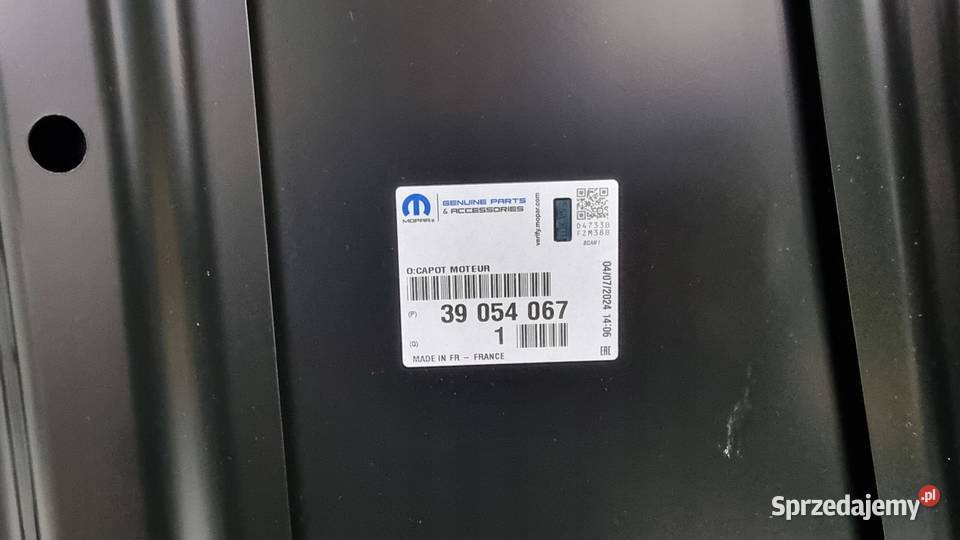 MOPAR®
GENUINE PARTS
& ACCESSORIES
verify.mopar.com
D4733B
SCAN !
O:CAPOT MOTEUR
(P) 39 054 067
(Q) 1
MADE IN FR – FRANCE
04/07/2024 14:06
EAC
Sprzedajemy.pl